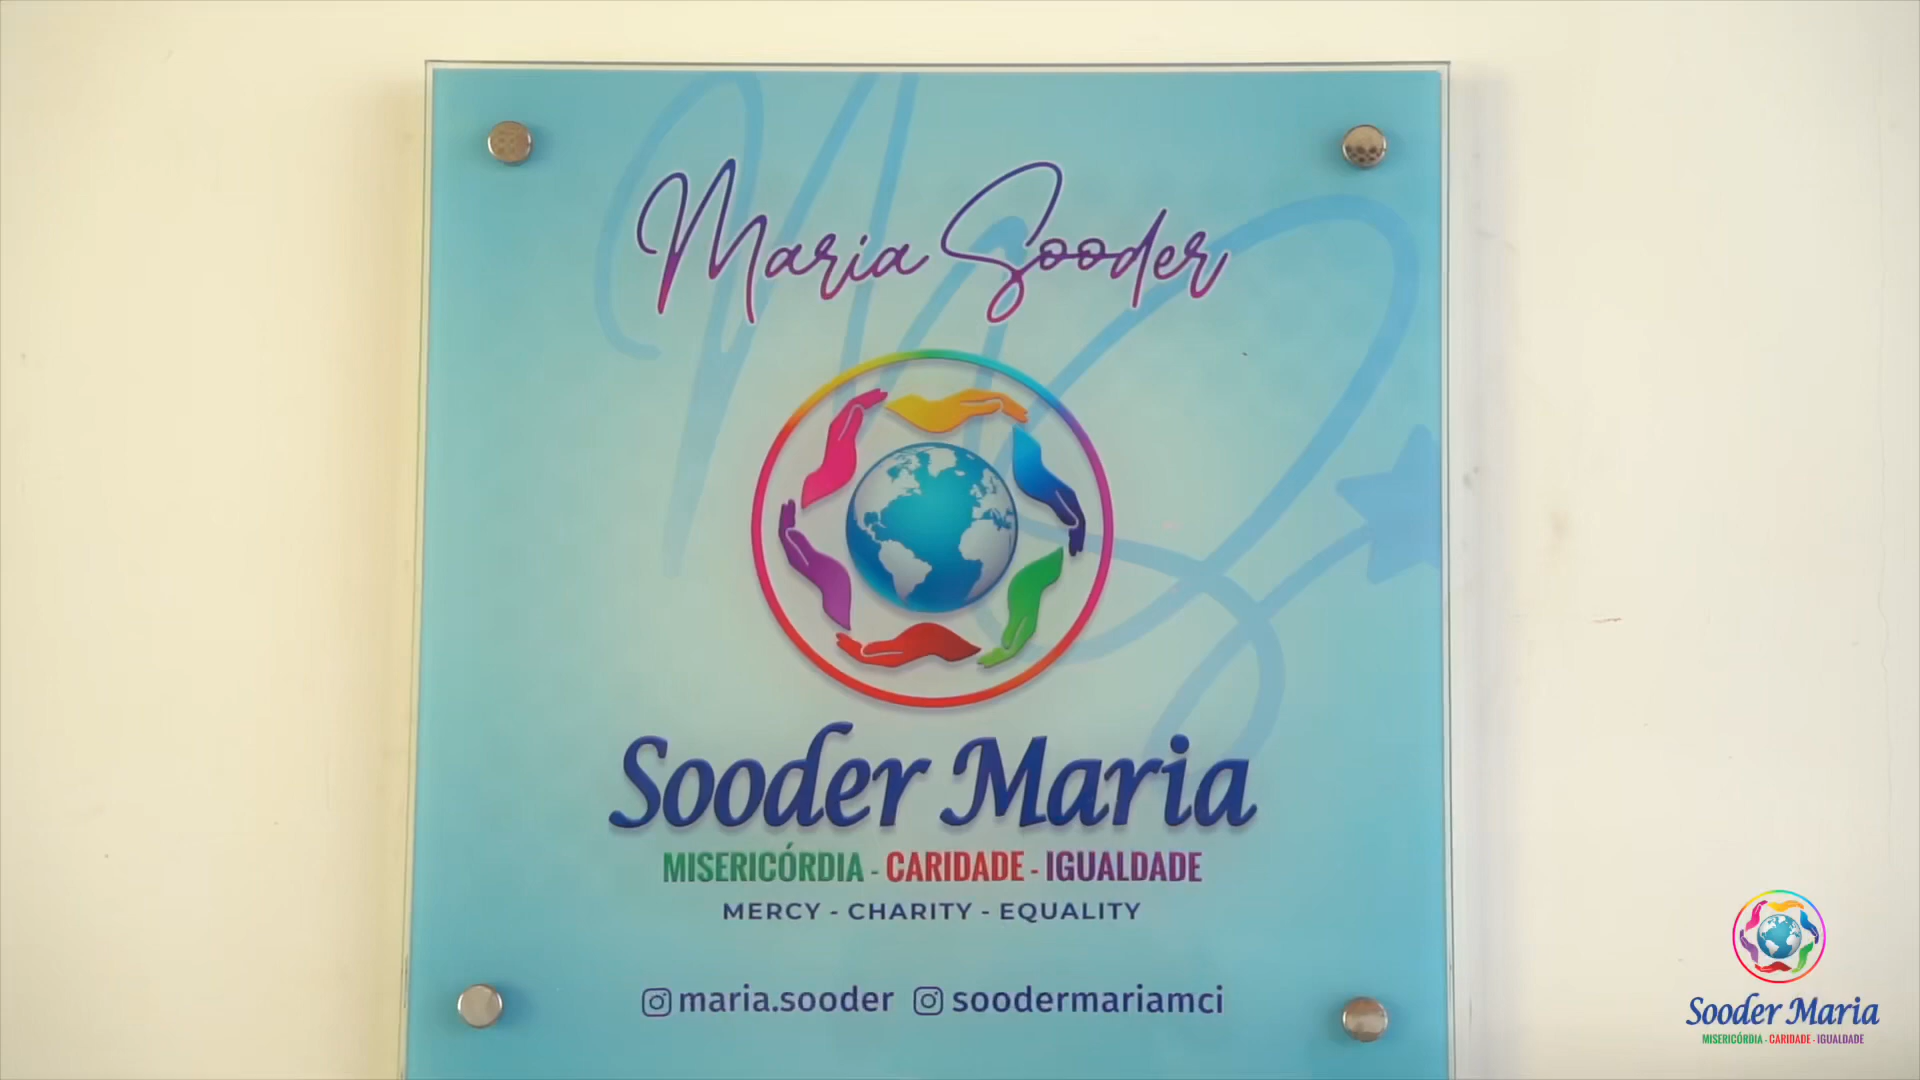 Maria Sooder
Sooder Maria
MISERICÓRDIA - CARIDADE - IGUALDADE
MERCY - CHARITY - EQUALITY
maria.sooder soodermariamci
Sooder Maria
MISERICÓRDIA - CARIDADE - IGUALDADE